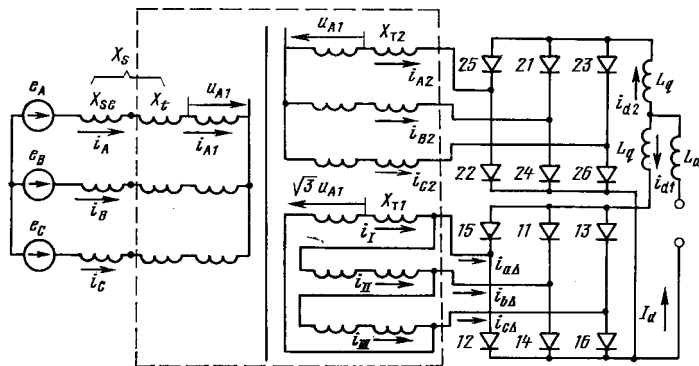 X_s
X_sc X_t u_A1
e_A i_A i_A1
e_B i_B
e_C i_C
u_A1 X_T2
i_A2
i_B2
i_C2
√3 u_A1 X_T1
i_I
i_II
i_III
i_aΔ
i_bΔ
i_cΔ
25 21 23
22 24 26
15 11 13
12 14 16
L_q
i_d2
L_q
i_d1
L_d
I_d